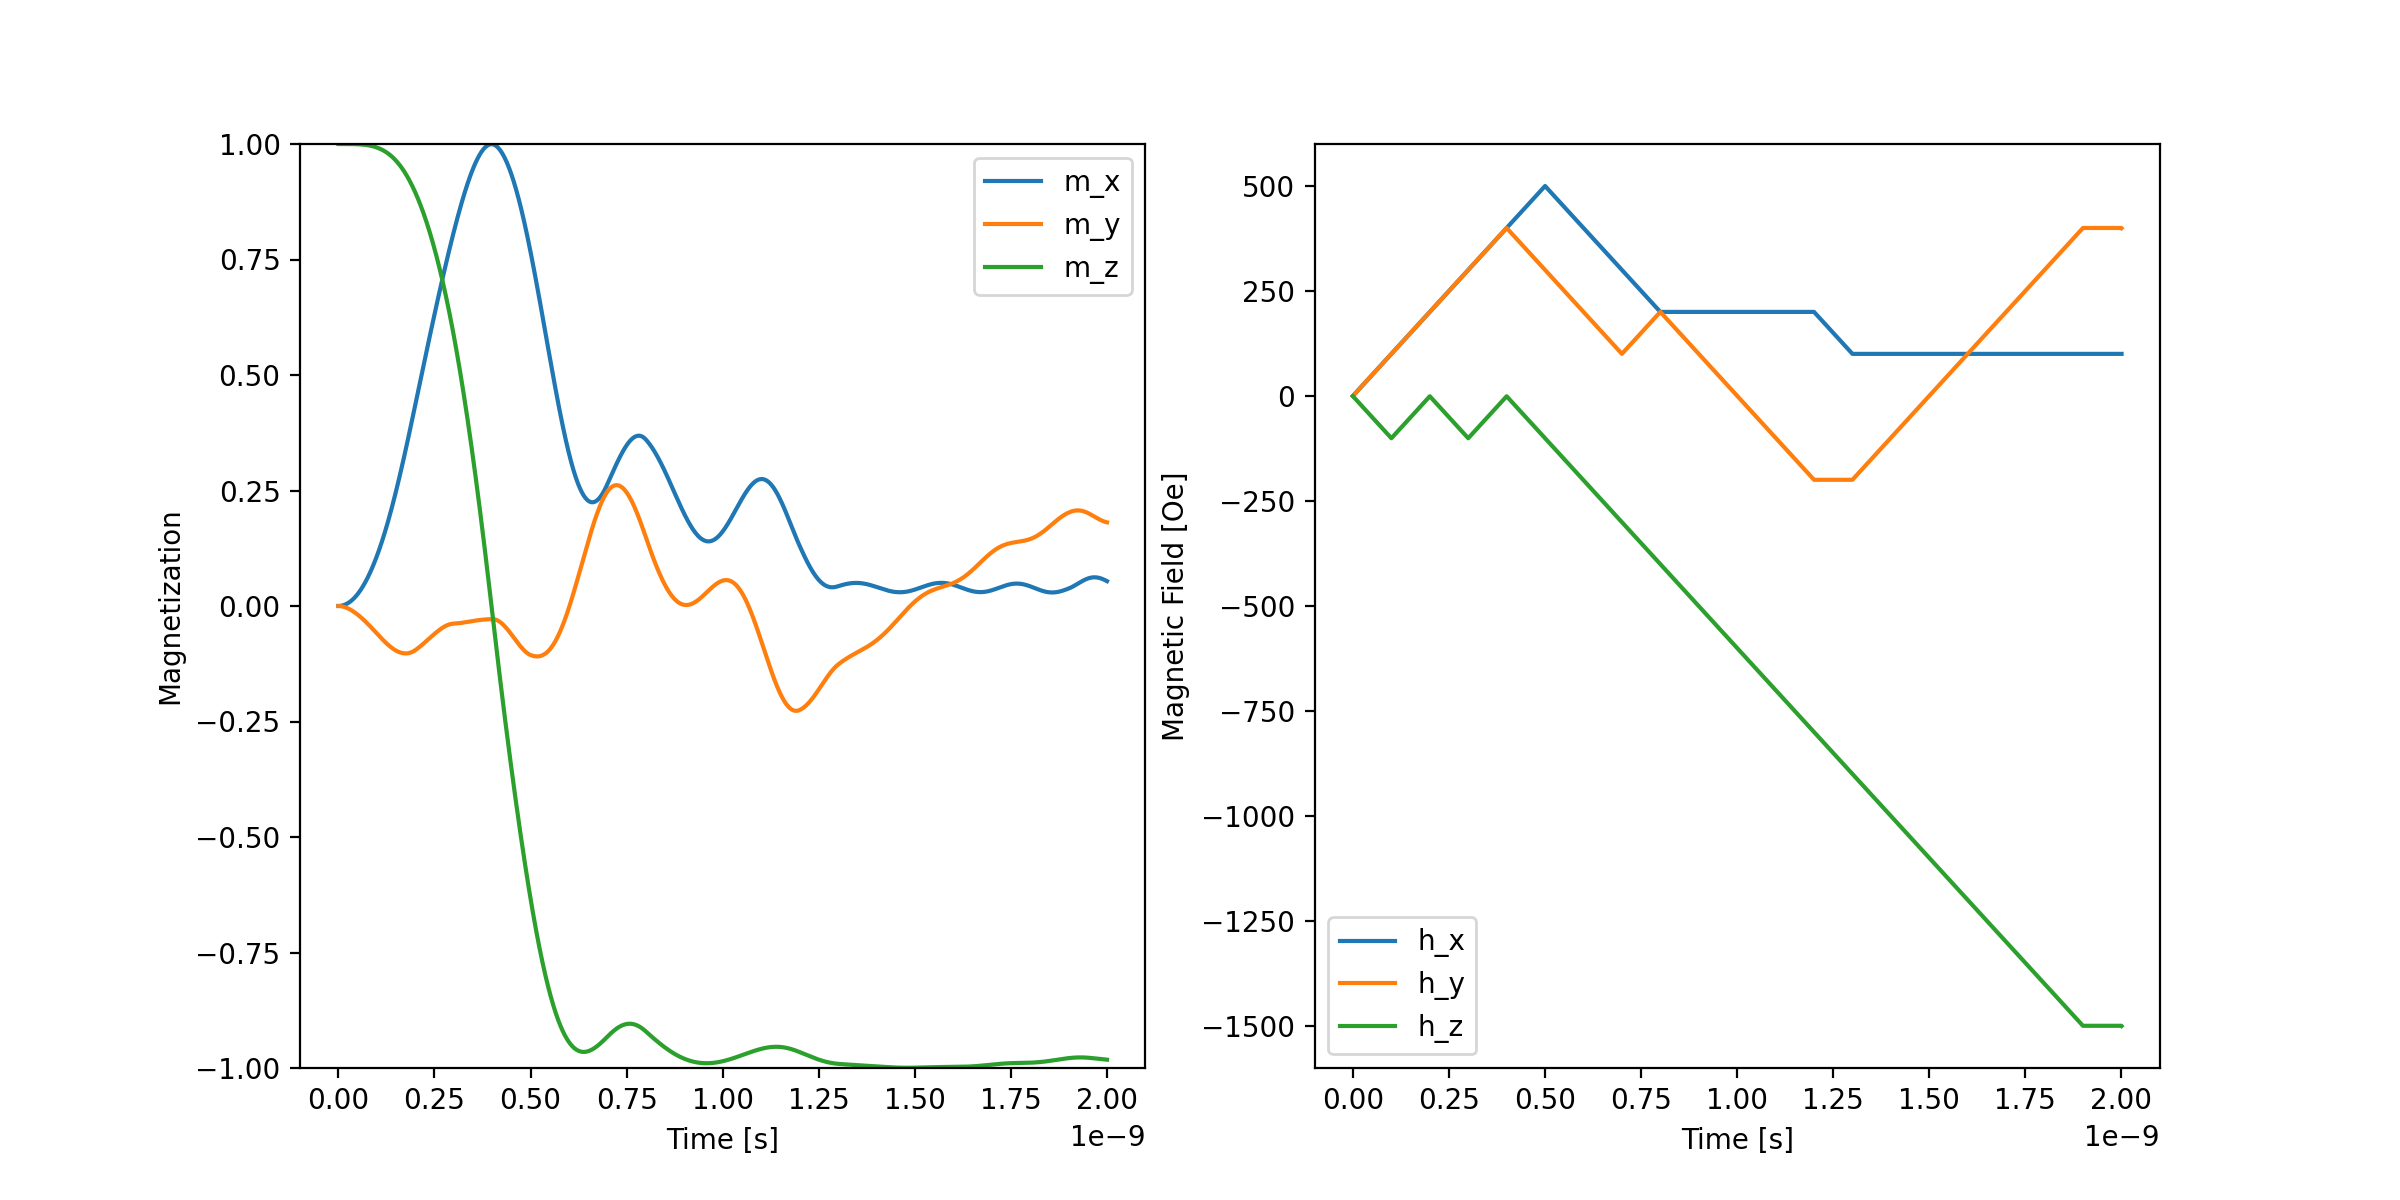 1.00
0.75
0.50
0.25
0.00
−0.25
−0.50
−0.75
−1.00
Magnetization
m_x
m_y
m_z
0.00 0.25 0.50 0.75 1.00 1.25 1.50 1.75 2.00
Time [s]
1e−9
500
250
0
−250
−500
−750
−1000
−1250
−1500
Magnetic Field [Oe]
h_x
h_y
h_z
0.00 0.25 0.50 0.75 1.00 1.25 1.50 1.75 2.00
Time [s]
1e−9